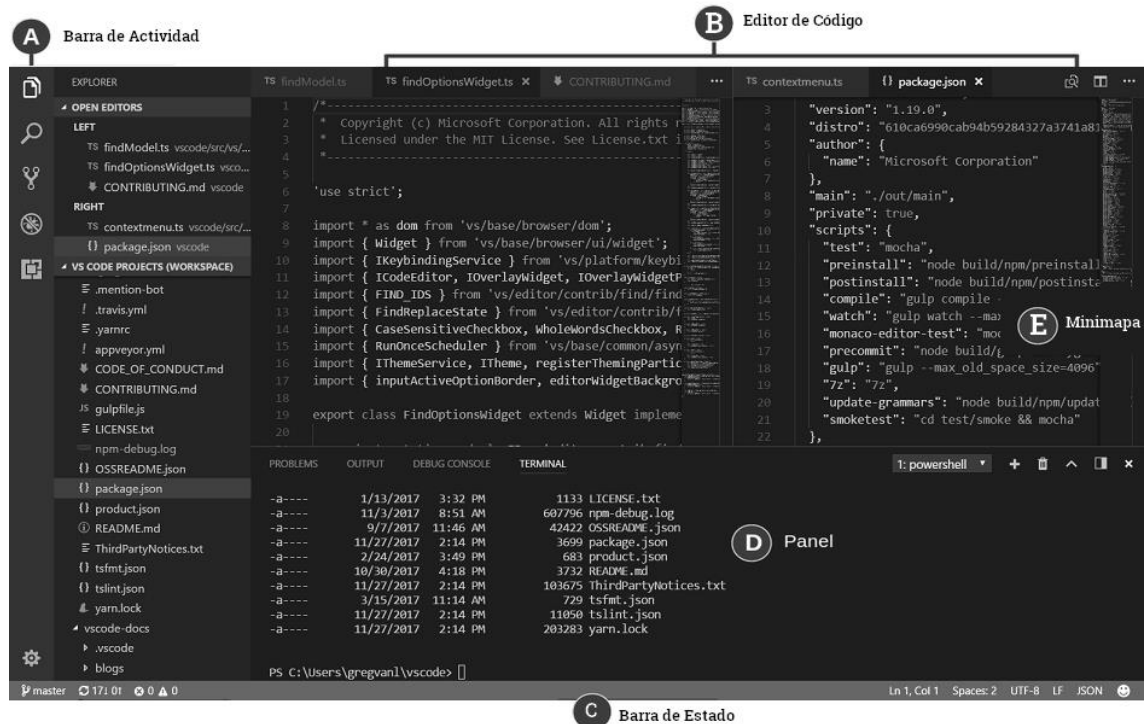 A Barra de Actividad
B Editor de Código
EXPLORER
OPEN EDITORS
LEFT
TS findModel.ts vscode/src/vs/...
TS findOptionsWidget.ts vsco...
CONTRIBUTING.md vscode
RIGHT
TS contextmenu.ts vscode/src/...
{} package.json vscode
VS CODE PROJECTS (WORKSPACE)
.mention-bot
! .travis.yml
.yarnrc
! appveyor.yml
CODE_OF_CONDUCT.md
CONTRIBUTING.md
JS gulpfile.js
LICENSE.txt
npm-debug.log
{} OSSREADME.json
{} package.json
{} product.json
README.md
ThirdPartyNotices.txt
{} tsfmt.json
{} tslint.json
yarn.lock
vscode-docs
.vscode
blogs
TS findModel.ts
TS findOptionsWidget.ts ×
CONTRIBUTING.md
...
1 /*---------------------------------------------------------
2 * Copyright (c) Microsoft Corporation. All rights r
3 * Licensed under the MIT License. See License.txt i
4 *---------------------------------------------------------
5
6 'use strict';
7
8 import * as dom from 'vs/base/browser/dom';
9 import { Widget } from 'vs/base/browser/ui/widget';
10 import { IKeybindingService } from 'vs/platform/keybi
11 import { ICodeEditor, IOverlayWidget, IOverlayWidgetP
12 import { FIND_IDS } from 'vs/editor/contrib/find/find
13 import { FindReplaceState } from 'vs/editor/contrib/f
14 import { CaseSensitiveCheckbox, WholeWordsCheckbox, R
15 import { RunOnceScheduler } from 'vs/base/common/asyn
16 import { IThemeService, ITheme, registerThemingPartic
17 import { inputActiveOptionBorder, editorWidgetBackgro
18
19 export class FindOptionsWidget extends Widget impleme
20
TS contextmenu.ts
{} package.json ×
...
3 "version": "1.19.0",
4 "distro": "610ca6990cab94b59284327a3741a81
5 "author": {
6 "name": "Microsoft Corporation"
7 },
8 "main": "./out/main",
9 "private": true,
10 "scripts": {
11 "test": "mocha",
12 "preinstall": "node build/npm/preinstall
13 "postinstall": "node build/npm/postinsta
14 "compile": "gulp compile -
15 "watch": "gulp watch --max
16 "monaco-editor-test": "moc
17 "precommit": "node build/g
18 "gulp": "gulp --max_old_space_size=4096"
19 "7z": "7z",
20 "update-grammars": "node build/npm/updat
21 "smoketest": "cd test/smoke && mocha"
22 },
E Minimapa
PROBLEMS OUTPUT DEBUG CONSOLE TERMINAL
1: powershell
-a---- 1/13/2017 3:32 PM 1133 LICENSE.txt
-a---- 11/3/2017 8:51 AM 607796 npm-debug.log
-a---- 9/7/2017 11:46 AM 42422 OSSREADME.json
-a---- 11/27/2017 2:14 PM 3699 package.json
-a---- 2/24/2017 3:49 PM 683 product.json
-a---- 10/30/2017 4:18 PM 3732 README.md
-a---- 11/27/2017 2:14 PM 103675 ThirdPartyNotices.txt
-a---- 3/15/2017 11:14 AM 729 tsfmt.json
-a---- 11/27/2017 2:14 PM 11050 tslint.json
-a---- 11/27/2017 2:14 PM 203283 yarn.lock
PS C:\Users\gregvanl\vscode>
D Panel
master 17↓ 0↑ 0 0
Ln 1, Col 1 Spaces: 2 UTF-8 LF JSON
C Barra de Estado